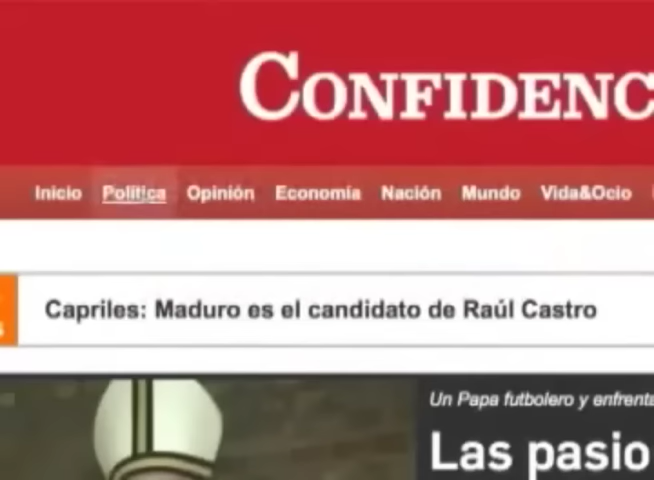 CONFIDENC
Inicio Política Opinión Economía Nación Mundo Vida&Ocio
Capriles: Maduro es el candidato de Raúl Castro
Un Papa futbolero y enfrenta
Las pasio